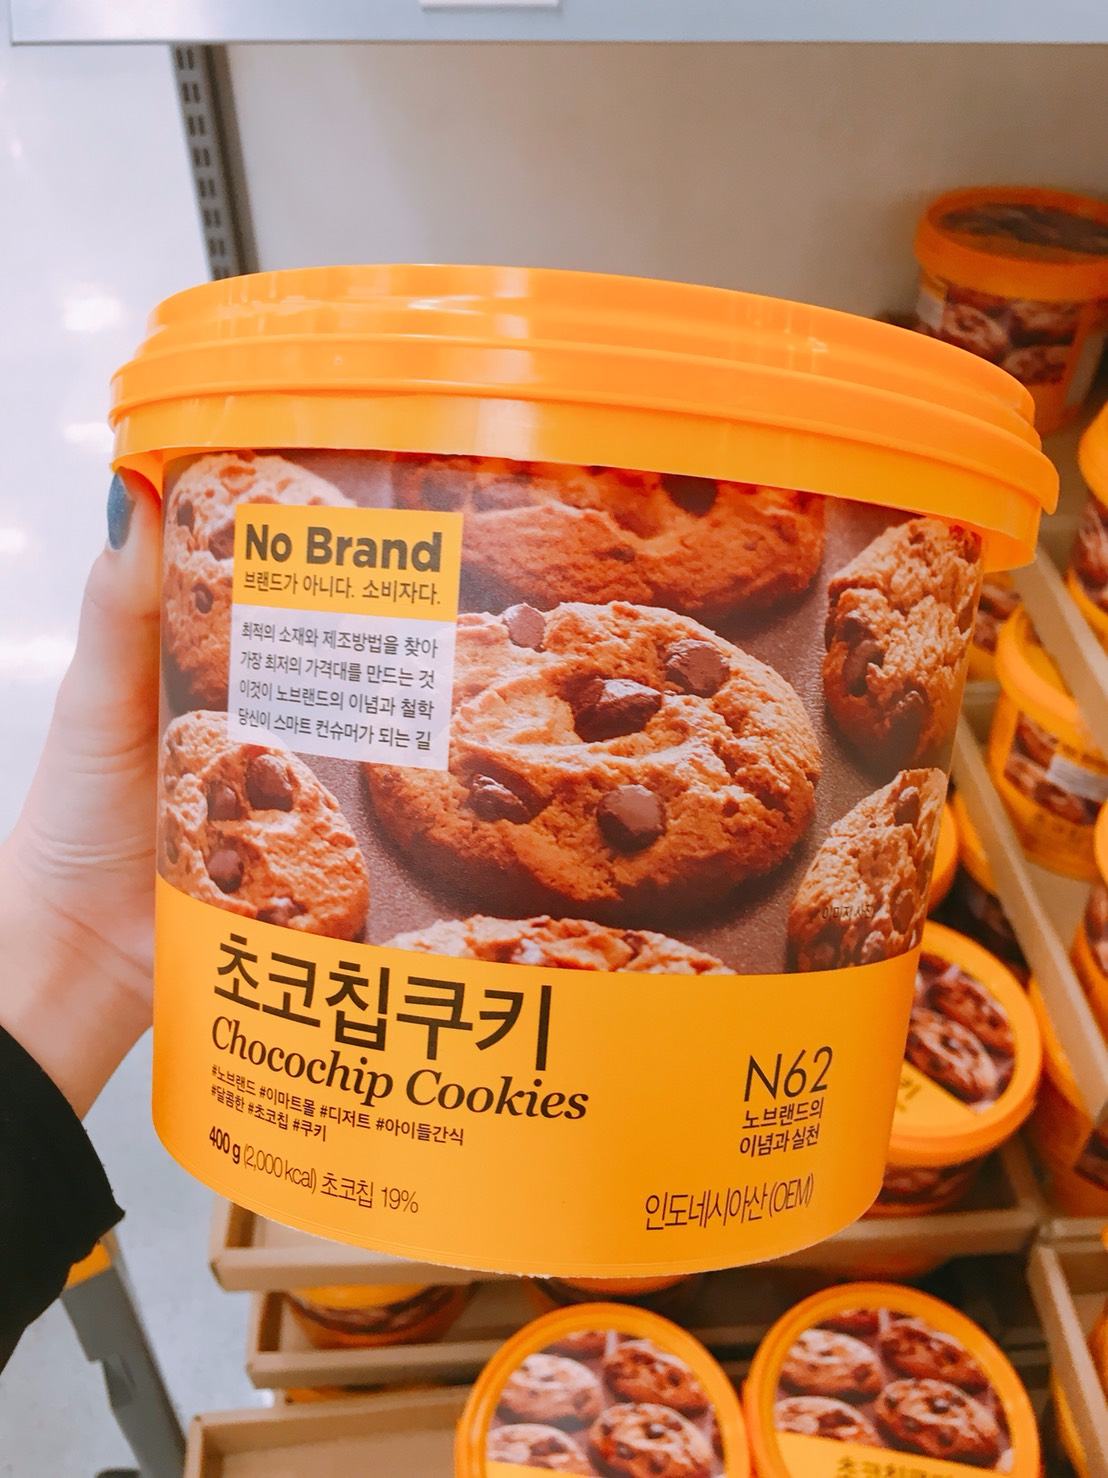 No Brand
브랜드가 아니다. 소비자다.
최적의 소재와 제조방법을 찾아
가장 최저의 가격대를 만드는 것
이것이 노브랜드의 이념과 철학
당신이 스마트 컨슈머가 되는 길
이미지 사진
초코칩쿠키
Chocochip Cookies
#노브랜드 #이마트몰 #디저트 #아이들간식
#달콤한 #초코칩 #쿠키
400 g (2,000 kcal) 초코칩 19%
N62
노브랜드의
이념과 실천
인도네시아산 (OEM)